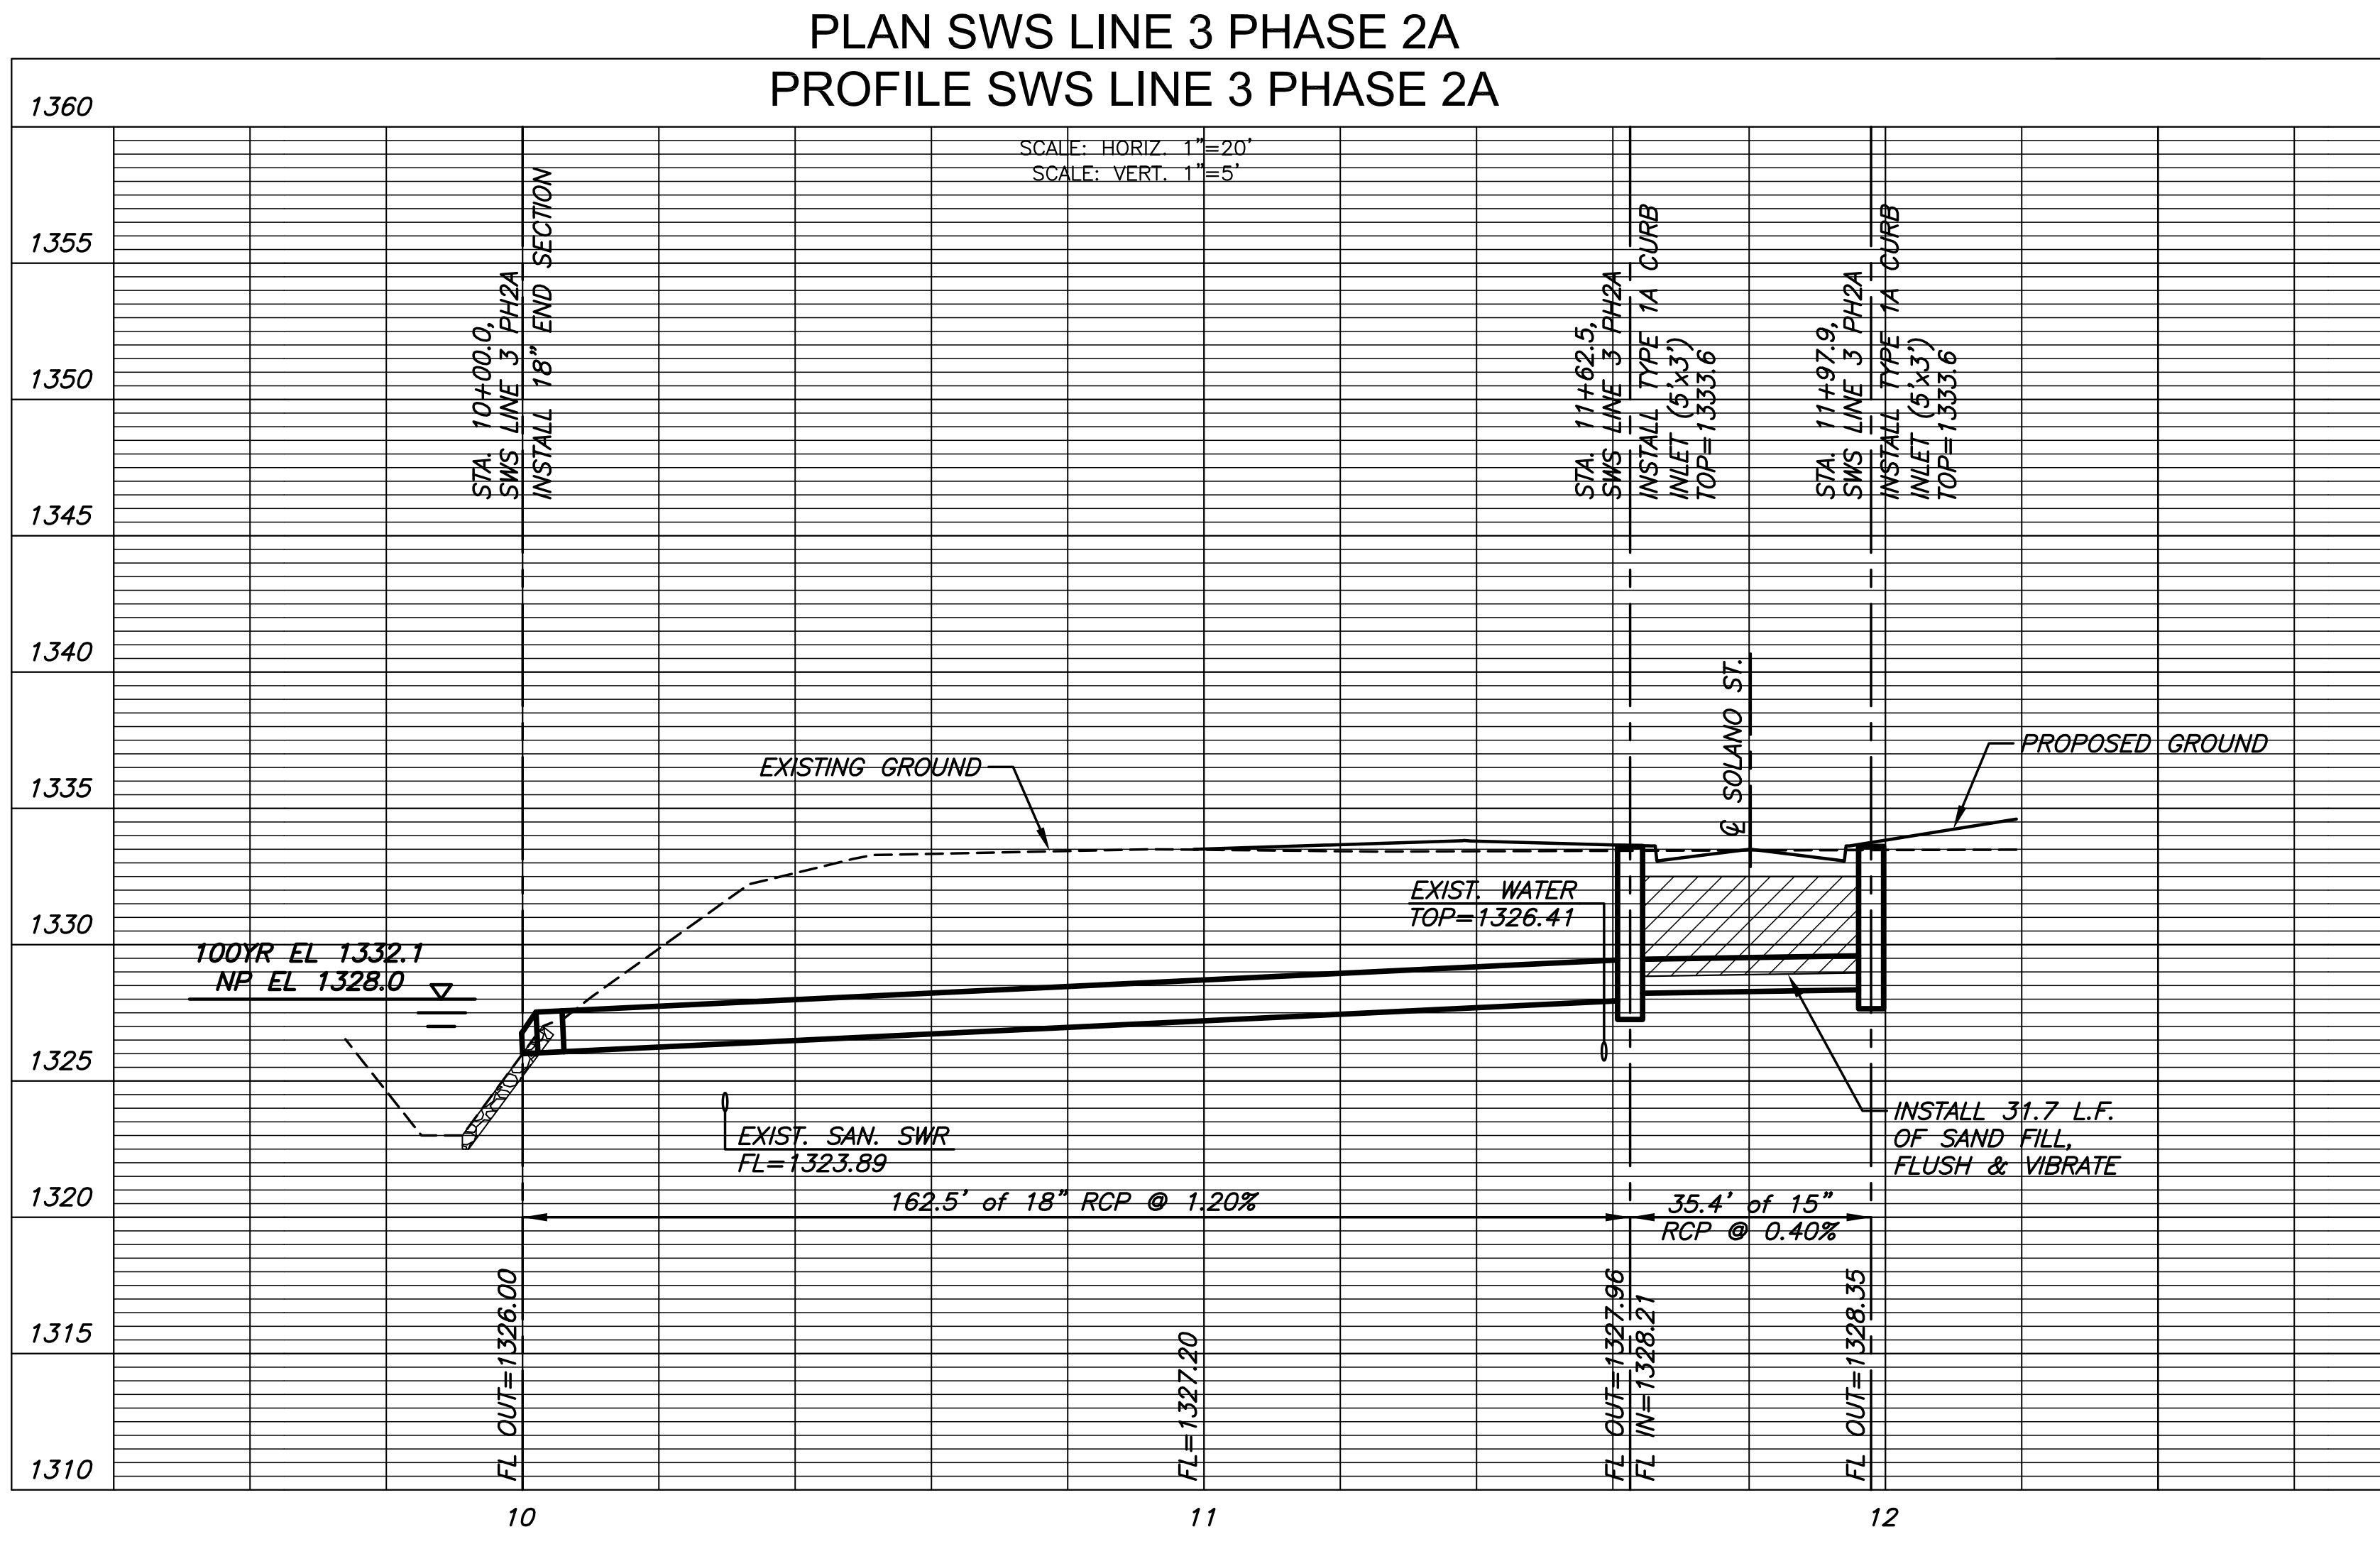 PLAN SWS LINE 3 PHASE 2A
PROFILE SWS LINE 3 PHASE 2A
SCALE: HORIZ. 1"=20'
SCALE: VERT. 1"=5'
1360
1355
1350
1345
1340
1335
1330
1325
1320
1315
1310
STA. 10+00.0,
SWS LINE 3 PH2A
INSTALL 18" END SECTION
STA. 11+62.5,
SWS LINE 3 PH2A
INSTALL TYPE 1A CURB
INLET (5'x3')
TOP=1333.6
STA. 11+97.9,
SWS LINE 3 PH2A
INSTALL TYPE 1A CURB
INLET (5'x3')
TOP=1333.6
℄ SOLANO ST.
EXISTING GROUND
PROPOSED GROUND
EXIST. WATER
TOP=1326.41
100YR EL 1332.1
NP EL 1328.0
EXIST. SAN. SWR
FL=1323.89
INSTALL 31.7 L.F.
OF SAND FILL,
FLUSH & VIBRATE
162.5' of 18" RCP @ 1.20%
35.4' of 15"
RCP @ 0.40%
FL OUT=1326.00
FL=1327.20
FL OUT=1327.96
FL IN=1328.21
FL OUT=1328.35
10
11
12